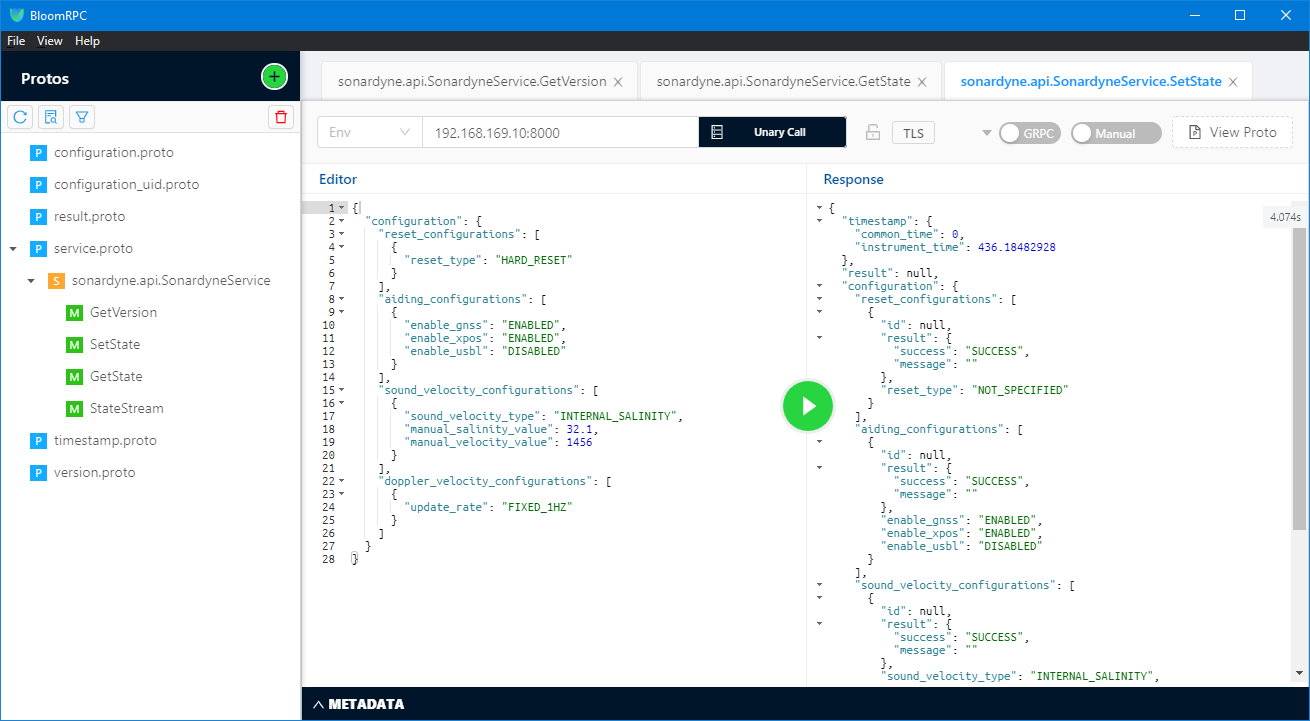 BloomRPC
File View Help
Protos
sonardyne.api.SonardyneService.GetVersion
sonardyne.api.SonardyneService.GetState
sonardyne.api.SonardyneService.SetState
Env
192.168.169.10:8000
Unary Call
TLS
GRPC
Manual
View Proto
P configuration.proto
P configuration_uid.proto
P result.proto
P service.proto
S sonardyne.api.SonardyneService
M GetVersion
M SetState
M GetState
M StateStream
P timestamp.proto
P version.proto
Editor
1 {
2 "configuration": {
3 "reset_configurations": [
4 {
5 "reset_type": "HARD_RESET"
6 }
7 ],
8 "aiding_configurations": [
9 {
10 "enable_gnss": "ENABLED",
11 "enable_xpos": "ENABLED",
12 "enable_usbl": "DISABLED"
13 }
14 ],
15 "sound_velocity_configurations": [
16 {
17 "sound_velocity_type": "INTERNAL_SALINITY",
18 "manual_salinity_value": 32.1,
19 "manual_velocity_value": 1456
20 }
21 ],
22 "doppler_velocity_configurations": [
23 {
24 "update_rate": "FIXED_1HZ"
25 }
26 ]
27 }
28 }
Response
4.074s
{
"timestamp": {
"common_time": 0,
"instrument_time": 436.18482928
},
"result": null,
"configuration": {
"reset_configurations": [
{
"id": null,
"result": {
"success": "SUCCESS",
"message": ""
},
"reset_type": "NOT_SPECIFIED"
}
],
"aiding_configurations": [
{
"id": null,
"result": {
"success": "SUCCESS",
"message": ""
},
"enable_gnss": "ENABLED",
"enable_xpos": "ENABLED",
"enable_usbl": "DISABLED"
}
],
"sound_velocity_configurations": [
{
"id": null,
"result": {
"success": "SUCCESS",
"message": ""
},
"sound_velocity_type": "INTERNAL_SALINITY",
METADATA